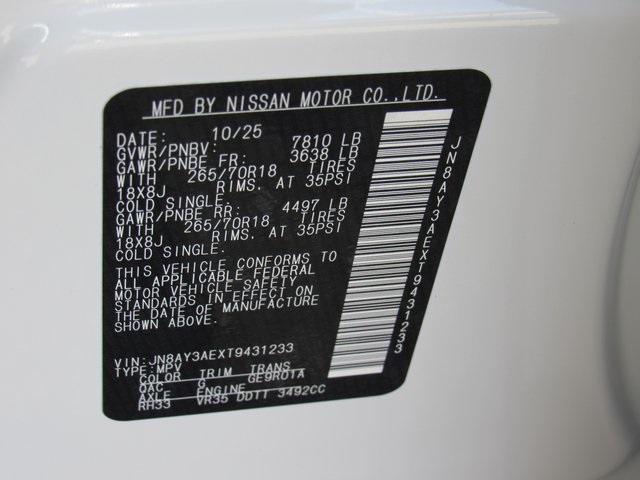 MFD BY NISSAN MOTOR CO.,LTD.
DATE: 10/25
GVWR/PNBV: 7810 LB
GAWR/PNBE FR: 3638 LB
WITH 265/70R18 TIRES
18X8J RIMS. AT 35PSI
COLD SINGLE.
GAWR/PNBE RR: 4497 LB
WITH 265/70R18 TIRES
18X8J RIMS. AT 35PSI
COLD SINGLE.
THIS VEHICLE CONFORMS TO
ALL APPLICABLE FEDERAL
MOTOR VEHICLE SAFETY
STANDARDS IN EFFECT ON
THE DATE OF MANUFACTURE
SHOWN ABOVE.
VIN:JN8AY3AEXT9431233
TYPE:MPV
COLOR TRIM TRANS
QAC G GE9R01A
AXLE ENGINE
RH33 VR35 DDTT 3492CC
JN8AY3AEXT9431233